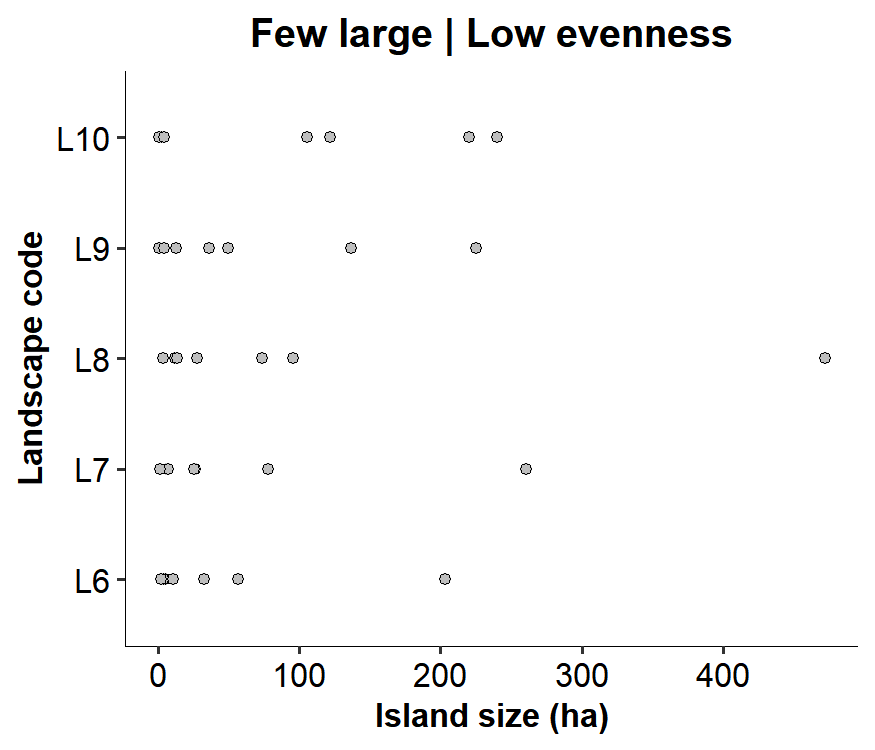 Few large | Low evenness
L10
L9
L8
L7
L6
Landscape code
0 100 200 300 400
Island size (ha)